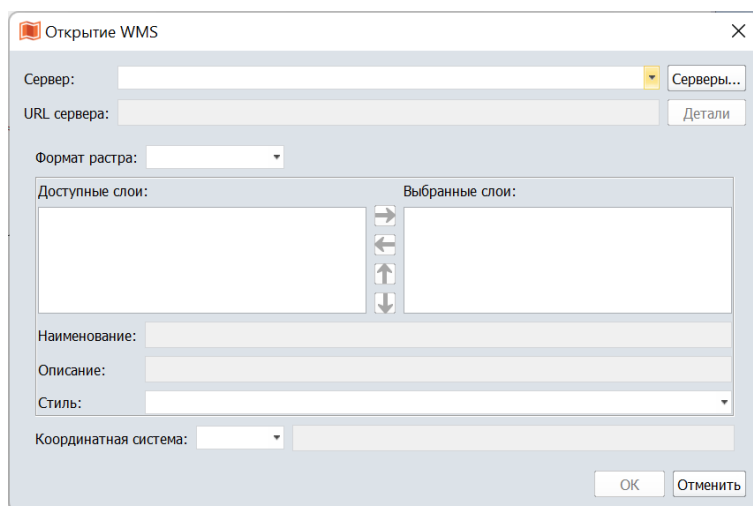 Открытие WMS
Сервер: Серверы...
URL сервера: Детали
Формат растра:
Доступные слои: Выбранные слои:
Наименование:
Описание:
Стиль:
Координатная система:
OK Отменить